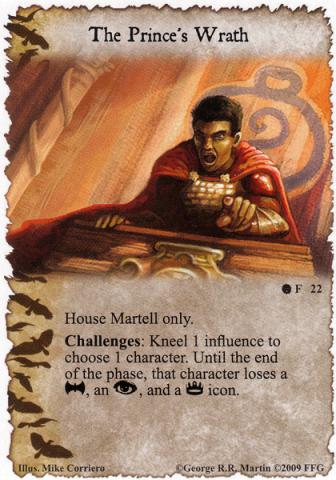 The Prince's Wrath
F 22
House Martell only.
Challenges: Kneel 1 influence to
choose 1 character. Until the end
of the phase, that character loses a
, an , and a icon.
Illus. Mike Corriero ©George R.R. Martin ©2009 FFG